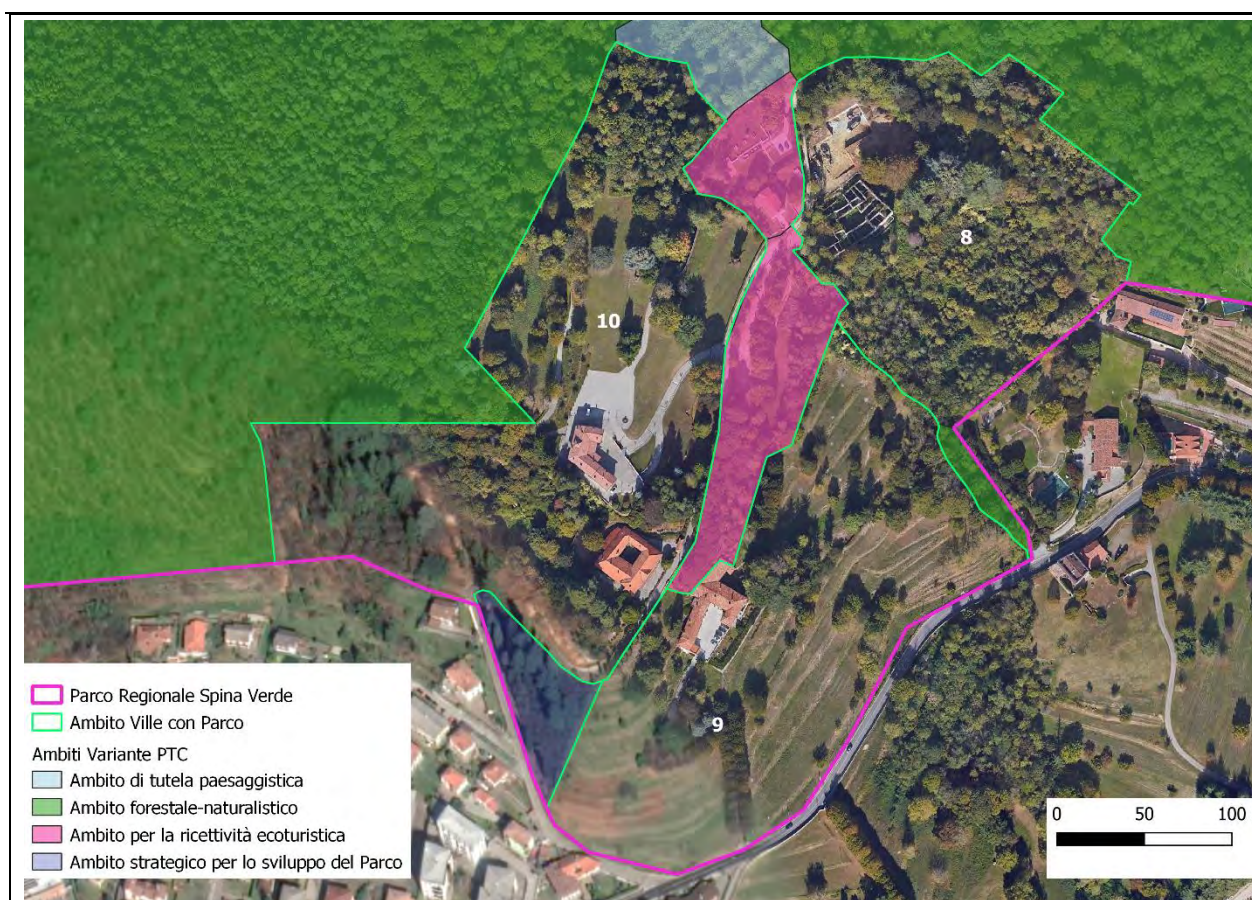 8
10
9
Parco Regionale Spina Verde
Ambito Ville con Parco
Ambiti Variante PTC
Ambito di tutela paesaggistica
Ambito forestale-naturalistico
Ambito per la ricettività ecoturistica
Ambito strategico per lo sviluppo del Parco
0 50 100